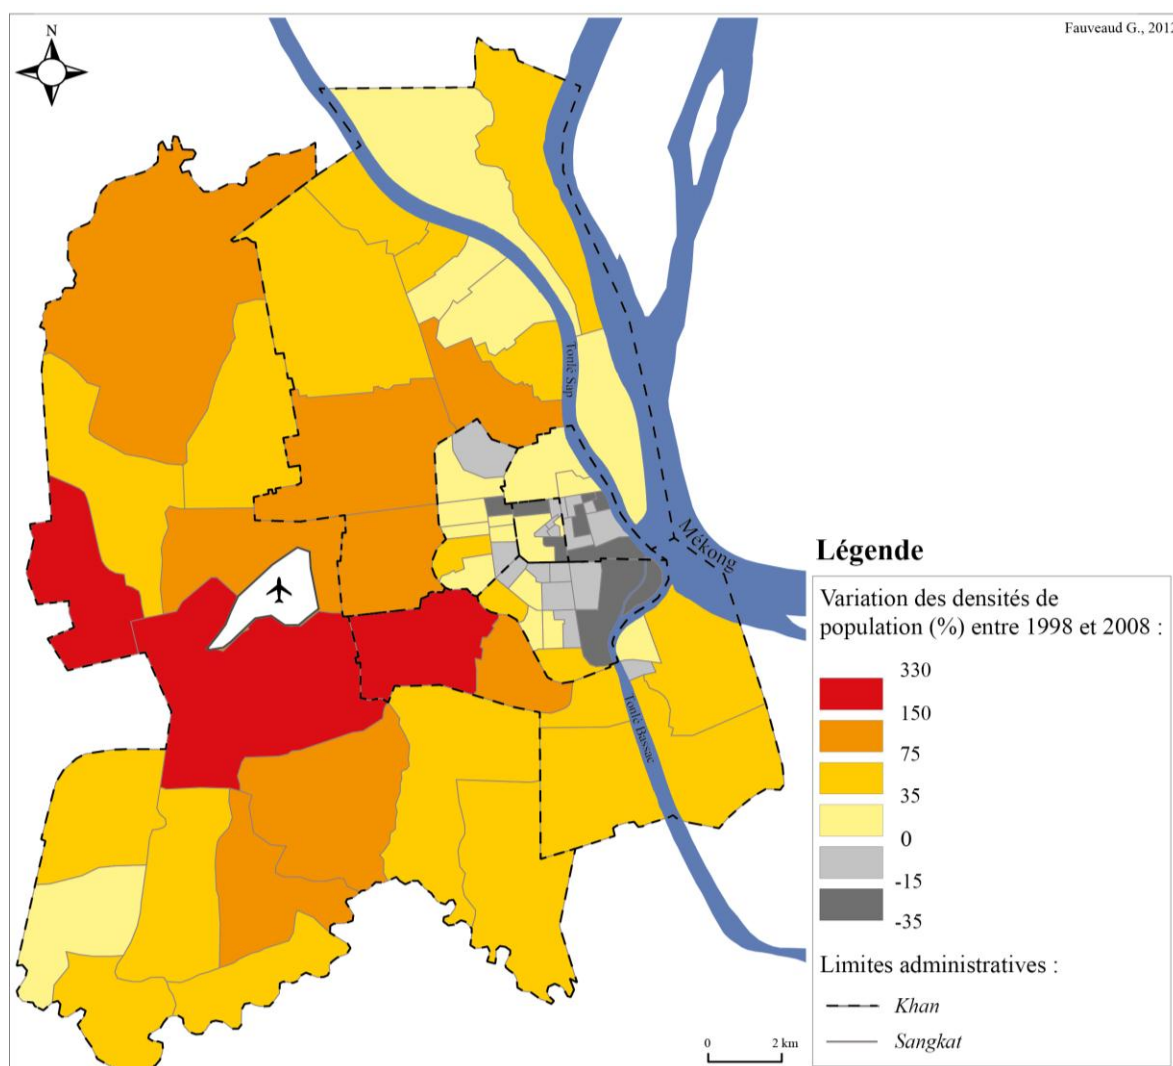 Fauveaud G., 2012
N
Tonlé Sap
Mékong
Tonlé Bassac
Légende
Variation des densités de
population (%) entre 1998 et 2008 :
330
150
75
35
0
-15
-35
Limites administratives :
Khan
Sangkat
0
2 km